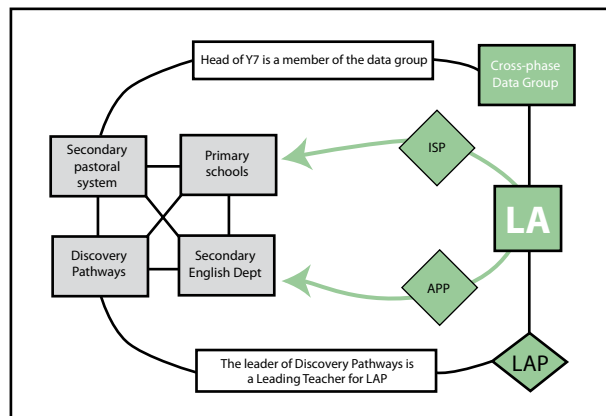 Head of Y7 is a member of the data group
Cross-phase
Data Group
Secondary
pastoral
system
Primary
schools
ISP
LA
Discovery
Pathways
Secondary
English Dept
APP
The leader of Discovery Pathways is
a Leading Teacher for LAP
LAP